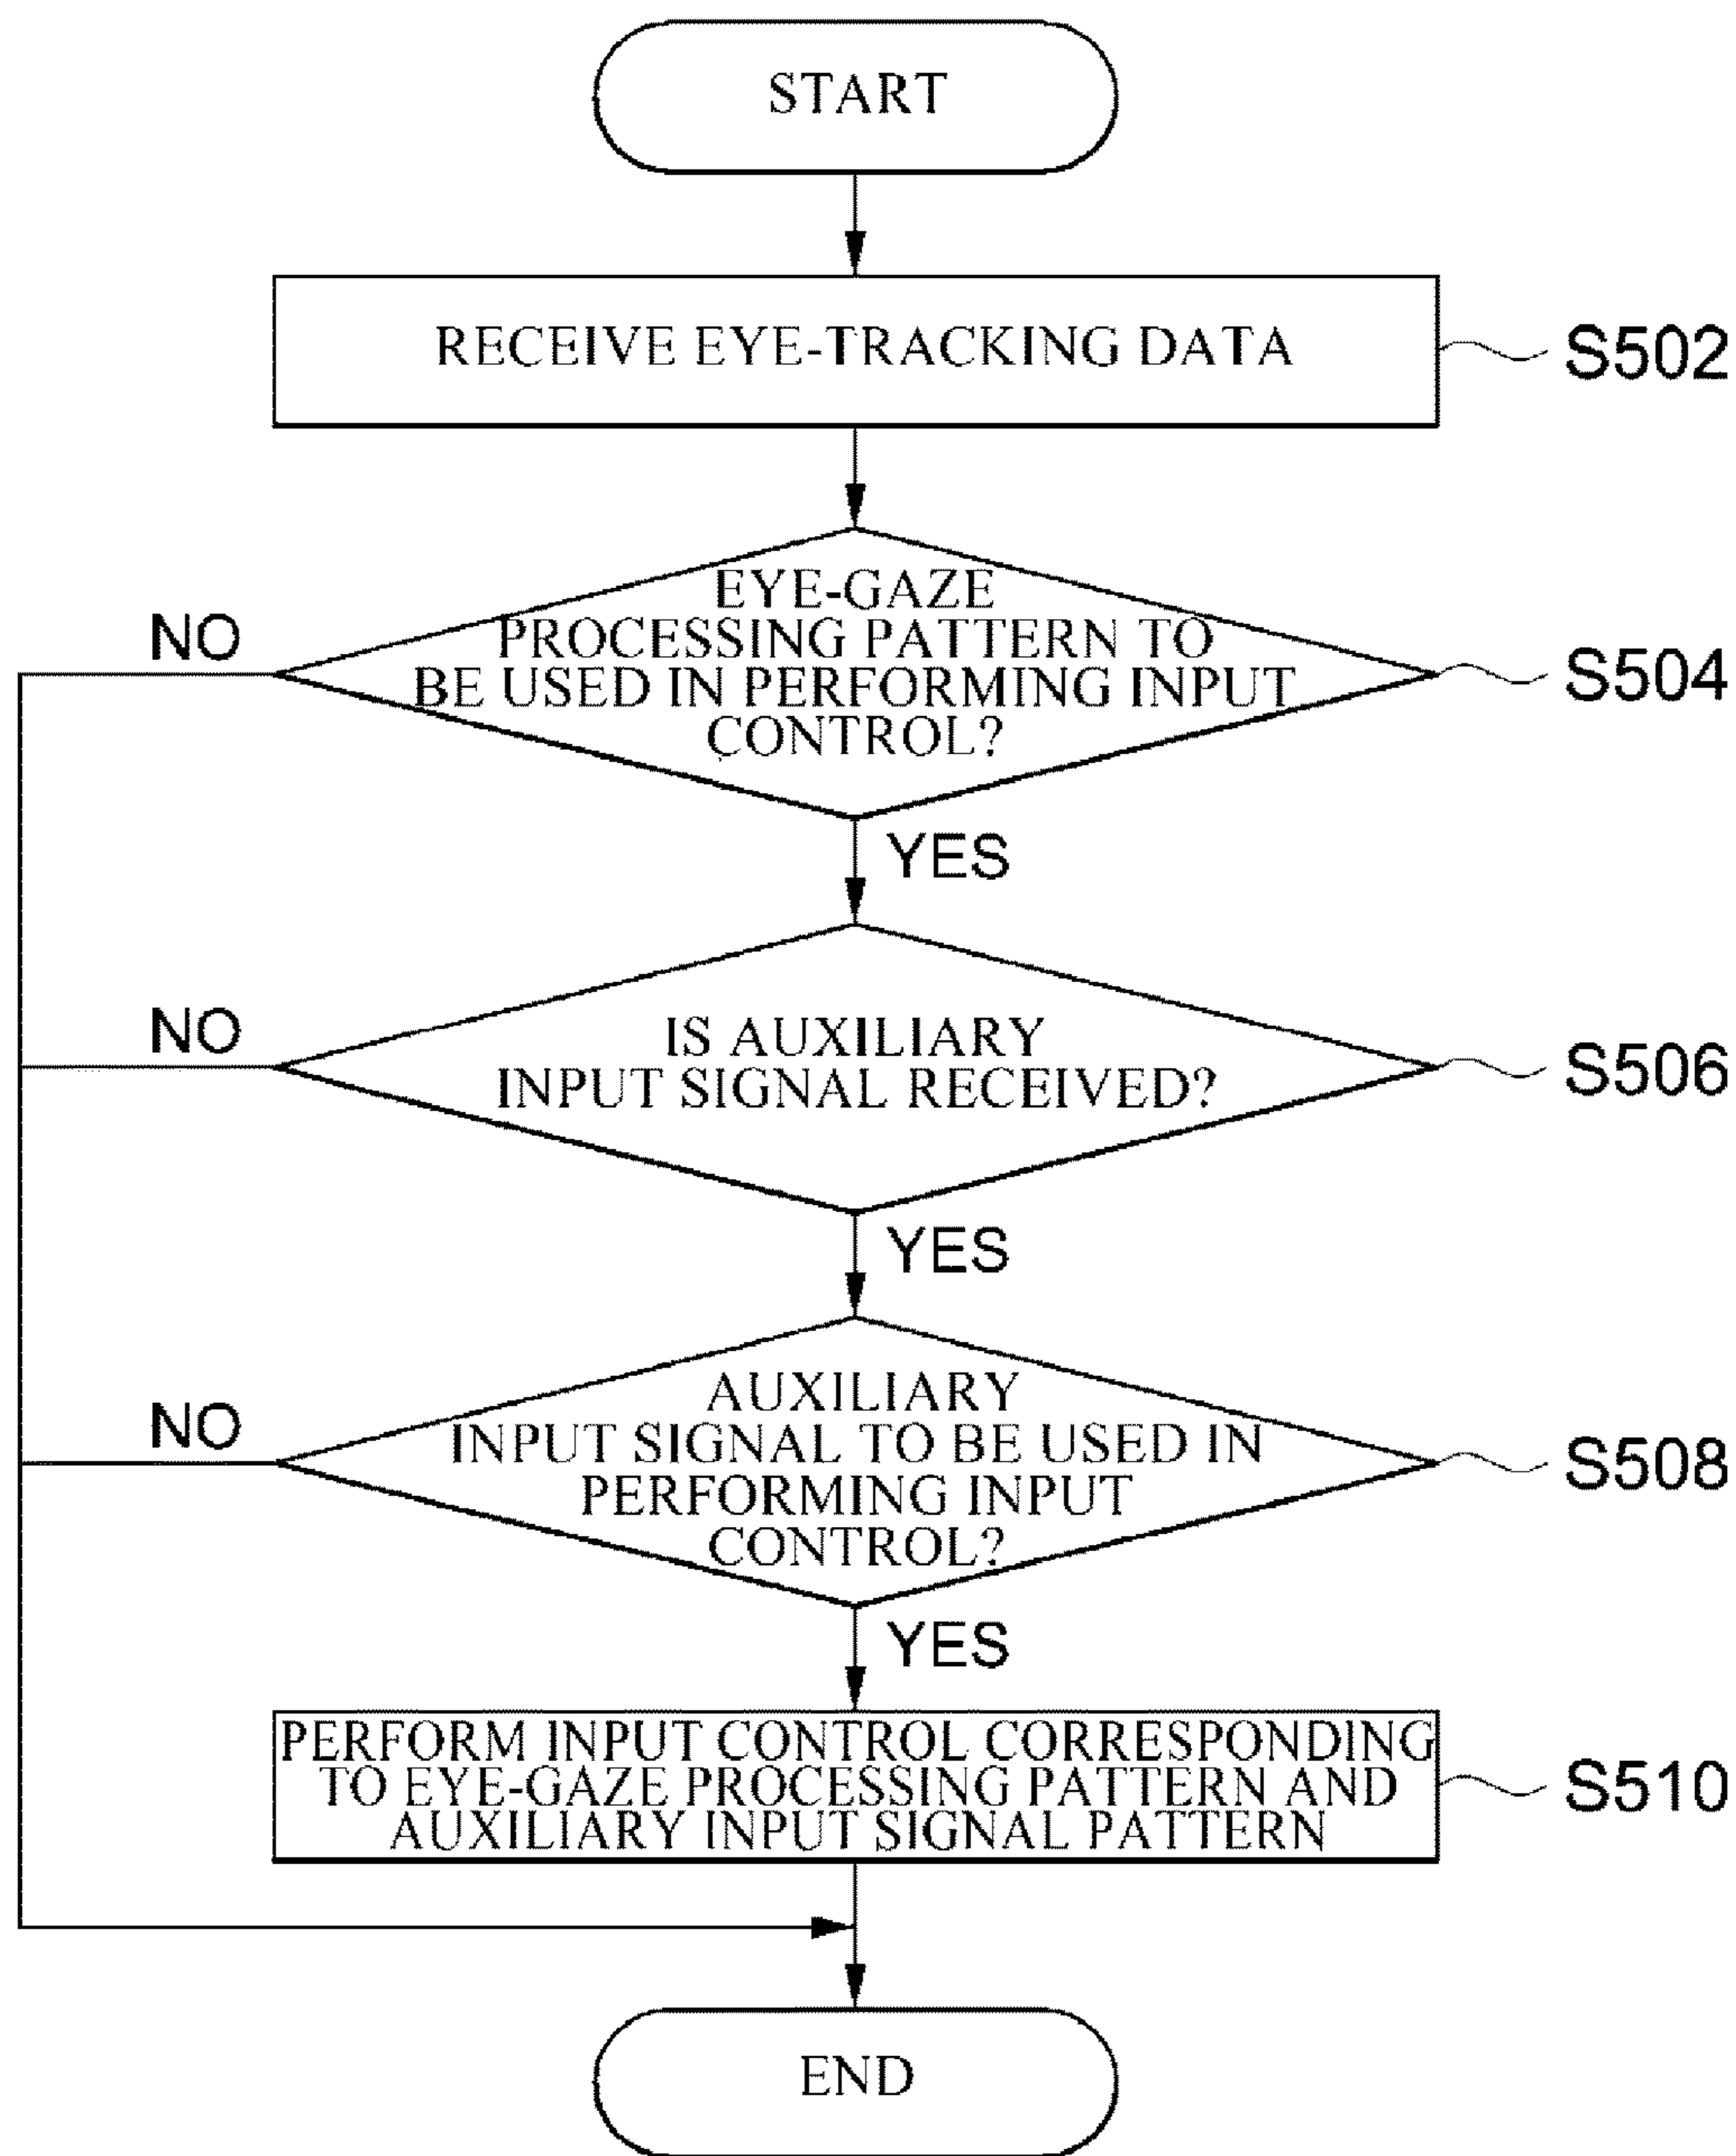 START
RECEIVE EYE-TRACKING DATA
S502
EYE-GAZE
PROCESSING PATTERN TO
BE USED IN PERFORMING INPUT
CONTROL?
NO
S504
YES
IS AUXILIARY
INPUT SIGNAL RECEIVED?
NO
S506
YES
AUXILIARY
INPUT SIGNAL TO BE USED IN
PERFORMING INPUT
CONTROL?
NO
S508
YES
PERFORM INPUT CONTROL CORRESPONDING
TO EYE-GAZE PROCESSING PATTERN AND
AUXILIARY INPUT SIGNAL PATTERN
S510
END